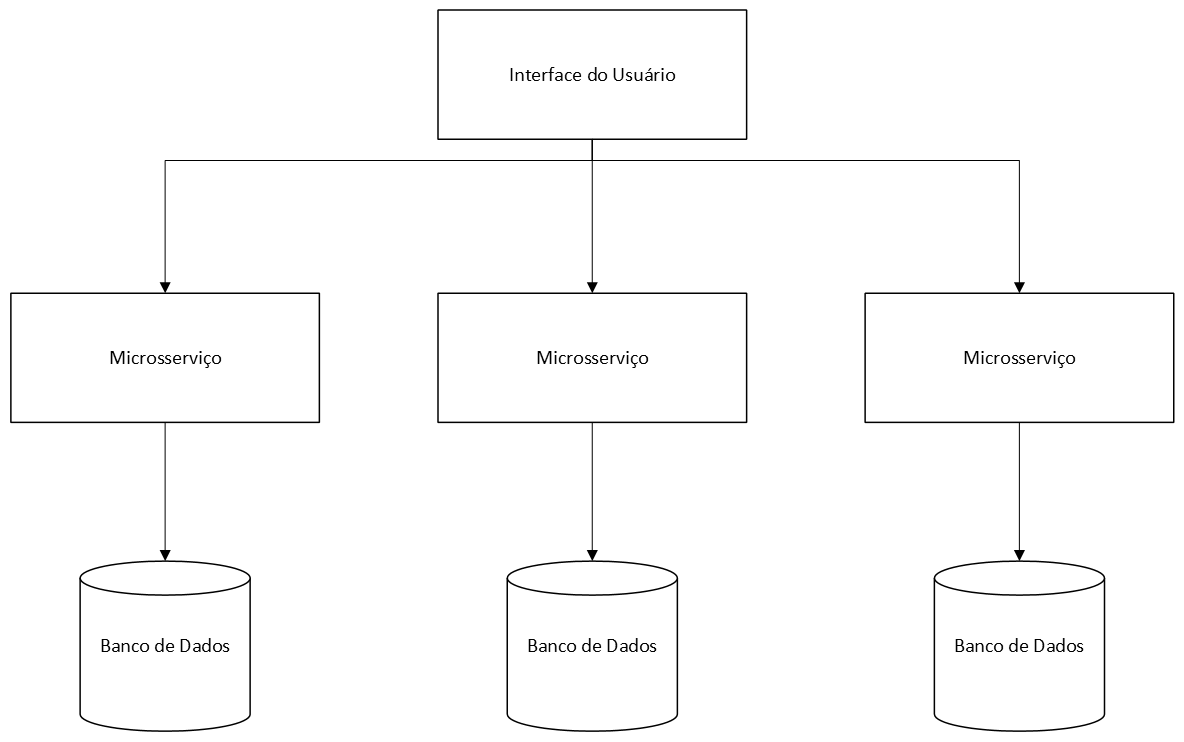 Interface do Usuário
Microsserviço
Microsserviço
Microsserviço
Banco de Dados
Banco de Dados
Banco de Dados